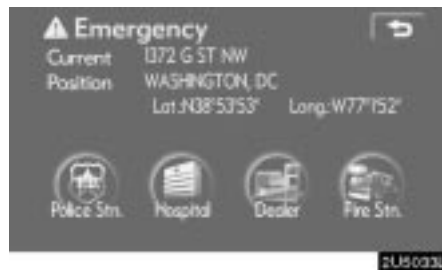 Emergency
Current 1372 G ST NW
Position WASHINGTON, DC
Lat.:N38°53'53" Long.:W77°1'52"
Police Stn. Hospital Dealer Fire Stn.